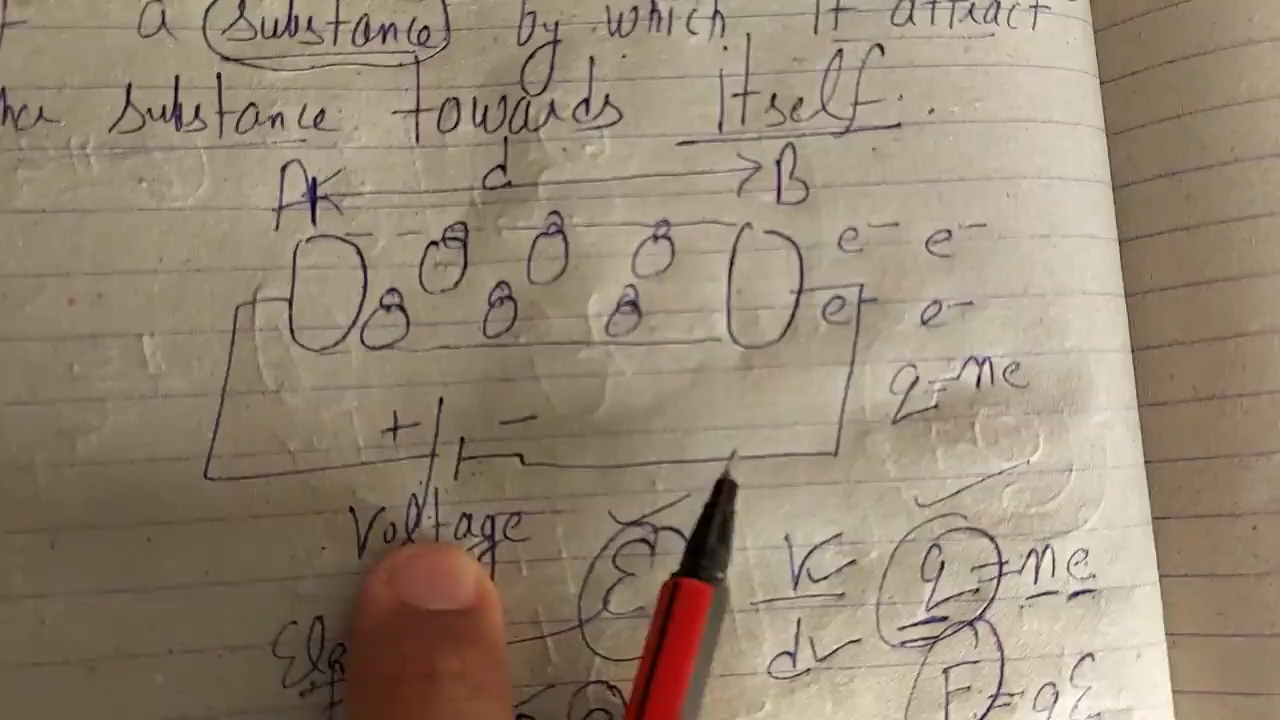 a substance by which It attract
substance towards Itself.
d
A B
e⁻ e⁻
e⁻ e⁻
q=ne
+ -
Voltage
E V q=ne
d
F=qE